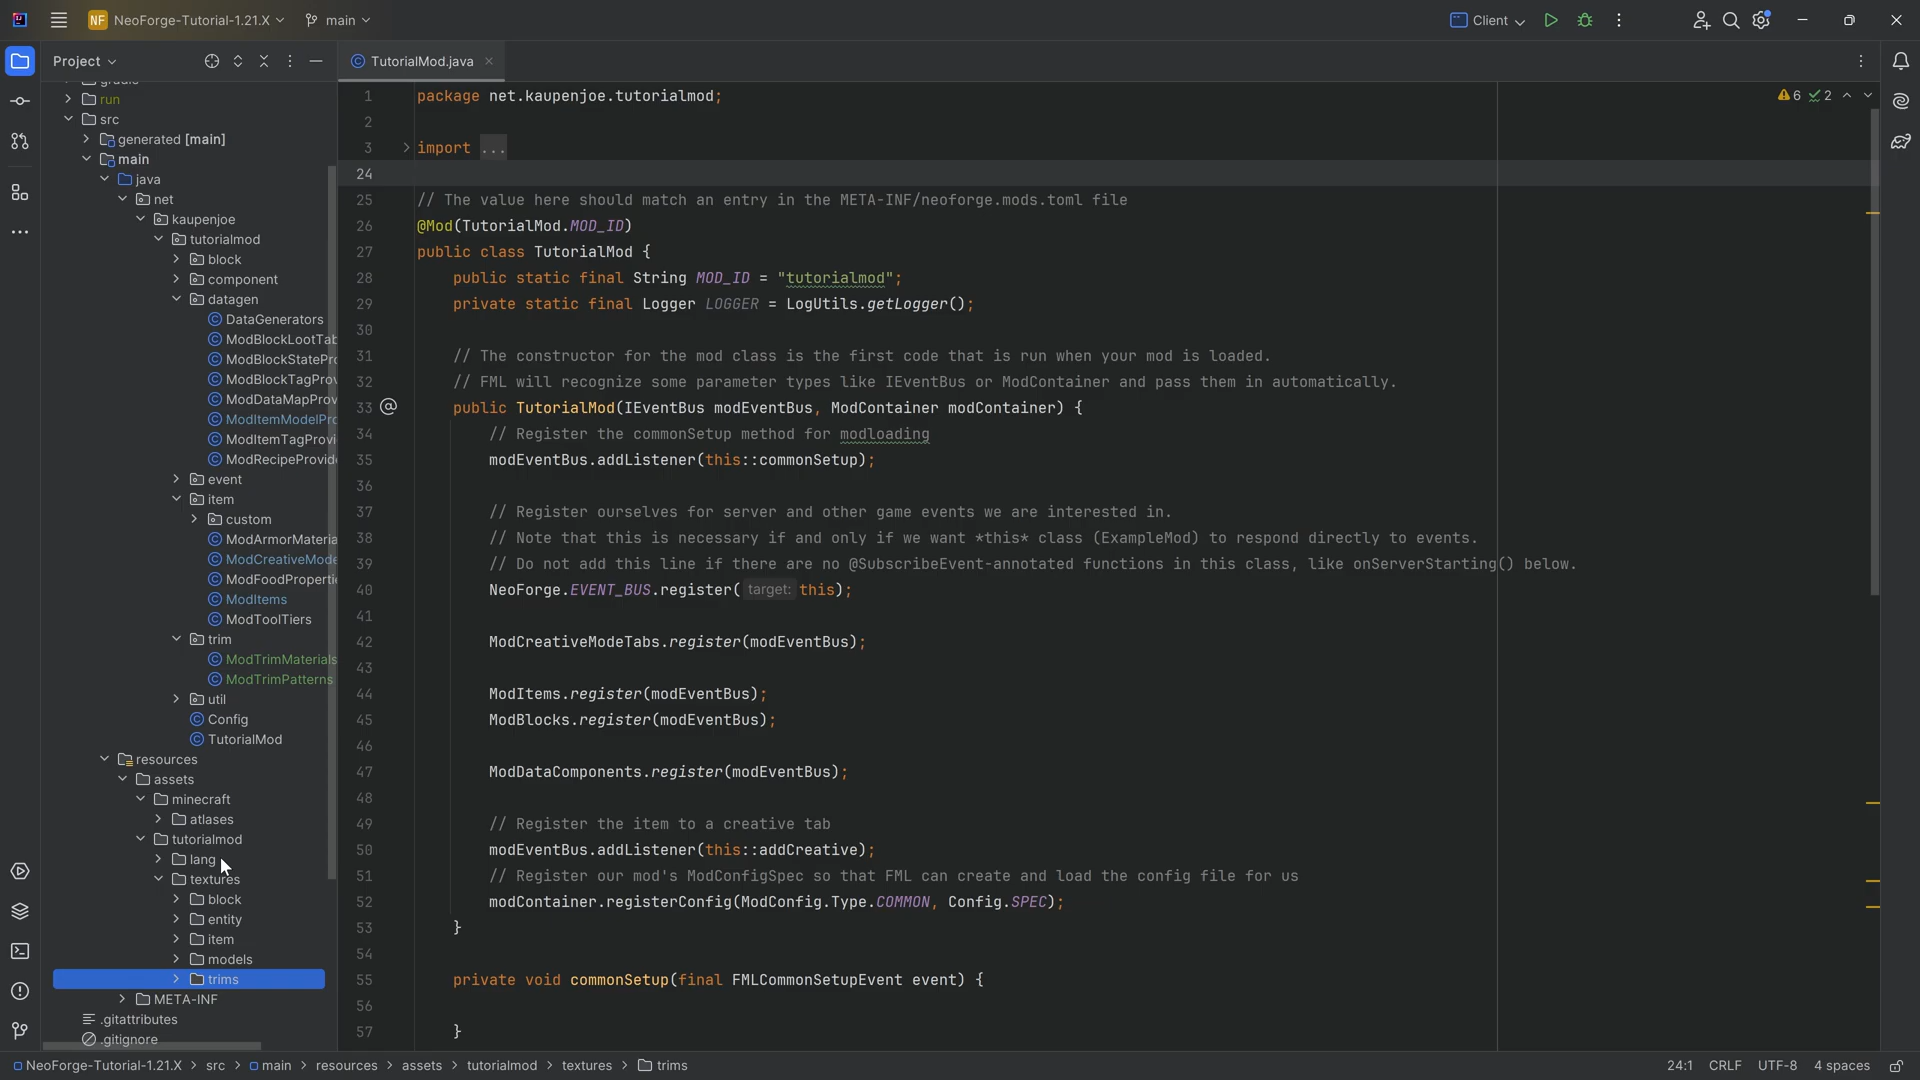 NF NeoForge-Tutorial-1.21.X main Client
Project
TutorialMod.java
6 2
gradle
run
src
generated [main]
main
java
net
kaupenjoe
tutorialmod
block
component
datagen
DataGenerators
ModBlockLootTab
ModBlockStatePro
ModBlockTagProv
ModDataMapProv
ModItemModelPro
ModItemTagProvi
ModRecipeProvid
event
item
custom
ModArmorMateria
ModCreativeMode
ModFoodProperti
ModItems
ModToolTiers
trim
ModTrimMaterials
ModTrimPatterns
util
Config
TutorialMod
resources
assets
minecraft
atlases
tutorialmod
lang
textures
block
entity
item
models
trims
META-INF
.gitattributes
.gitignore
1 package net.kaupenjoe.tutorialmod;
2
3 import ...
24
25 // The value here should match an entry in the META-INF/neoforge.mods.toml file
26 @Mod(TutorialMod.MOD_ID)
27 public class TutorialMod {
28 public static final String MOD_ID = "tutorialmod";
29 private static final Logger LOGGER = LogUtils.getLogger();
30
31 // The constructor for the mod class is the first code that is run when your mod is loaded.
32 // FML will recognize some parameter types like IEventBus or ModContainer and pass them in automatically.
33 @ public TutorialMod(IEventBus modEventBus, ModContainer modContainer) {
34 // Register the commonSetup method for modloading
35 modEventBus.addListener(this::commonSetup);
36
37 // Register ourselves for server and other game events we are interested in.
38 // Note that this is necessary if and only if we want *this* class (ExampleMod) to respond directly to events.
39 // Do not add this line if there are no @SubscribeEvent-annotated functions in this class, like onServerStarting() below.
40 NeoForge.EVENT_BUS.register( target: this);
41
42 ModCreativeModeTabs.register(modEventBus);
43
44 ModItems.register(modEventBus);
45 ModBlocks.register(modEventBus);
46
47 ModDataComponents.register(modEventBus);
48
49 // Register the item to a creative tab
50 modEventBus.addListener(this::addCreative);
51 // Register our mod's ModConfigSpec so that FML can create and load the config file for us
52 modContainer.registerConfig(ModConfig.Type.COMMON, Config.SPEC);
53 }
54
55 private void commonSetup(final FMLCommonSetupEvent event) {
56
57 }
NeoForge-Tutorial-1.21.X > src > main > resources > assets > tutorialmod > textures > trims 24:1 CRLF UTF-8 4 spaces